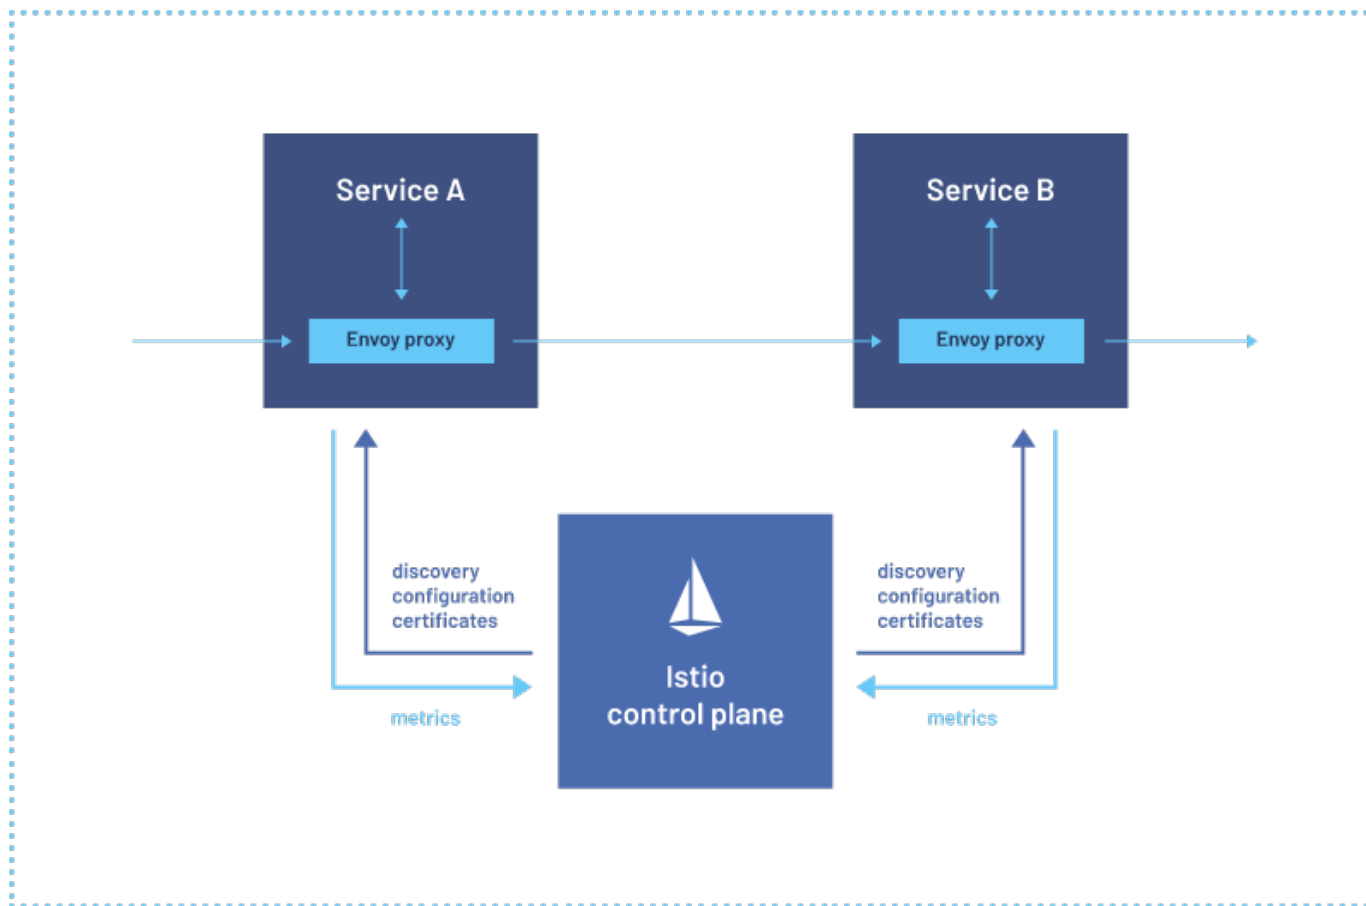 Service A
Envoy proxy
Service B
Envoy proxy
discovery
configuration
certificates
metrics
Istio
control plane
discovery
configuration
certificates
metrics